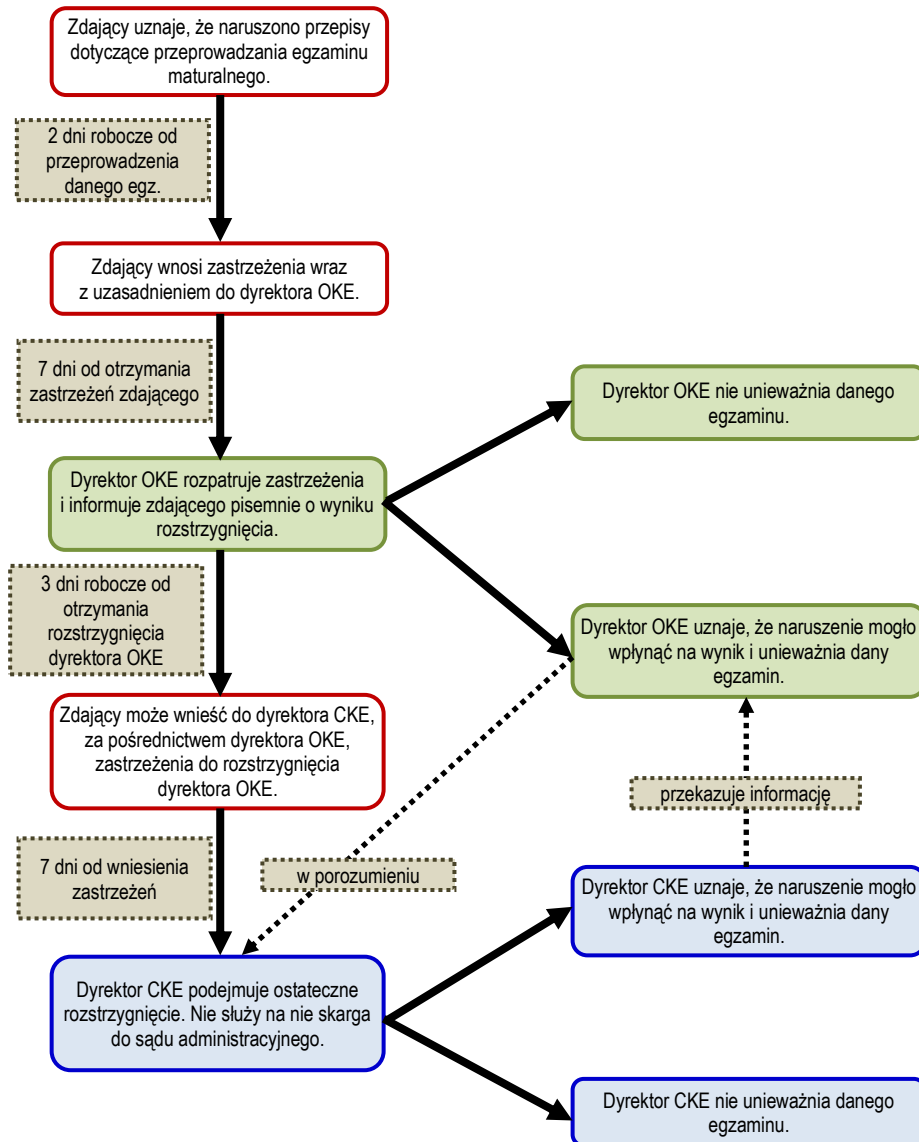 Zdający uznaje, że naruszono przepisy
dotyczące przeprowadzania egzaminu
maturalnego.
2 dni robocze od
przeprowadzenia
danego egz.
Zdający wnosi zastrzeżenia wraz
z uzasadnieniem do dyrektora OKE.
7 dni od otrzymania
zastrzeżeń zdającego
Dyrektor OKE nie unieważnia danego
egzaminu.
Dyrektor OKE rozpatruje zastrzeżenia
i informuje zdającego pisemnie o wyniku
rozstrzygnięcia.
3 dni robocze od
otrzymania
rozstrzygnięcia
dyrektora OKE
Dyrektor OKE uznaje, że naruszenie mogło
wpłynąć na wynik i unieważnia dany
egzamin.
Zdający może wnieść do dyrektora CKE,
za pośrednictwem dyrektora OKE,
zastrzeżenia do rozstrzygnięcia
dyrektora OKE.
przekazuje informację
7 dni od wniesienia
zastrzeżeń
w porozumieniu
Dyrektor CKE uznaje, że naruszenie mogło
wpłynąć na wynik i unieważnia dany
egzamin.
Dyrektor CKE podejmuje ostateczne
rozstrzygnięcie. Nie służy na nie skarga
do sądu administracyjnego.
Dyrektor CKE nie unieważnia danego
egzaminu.